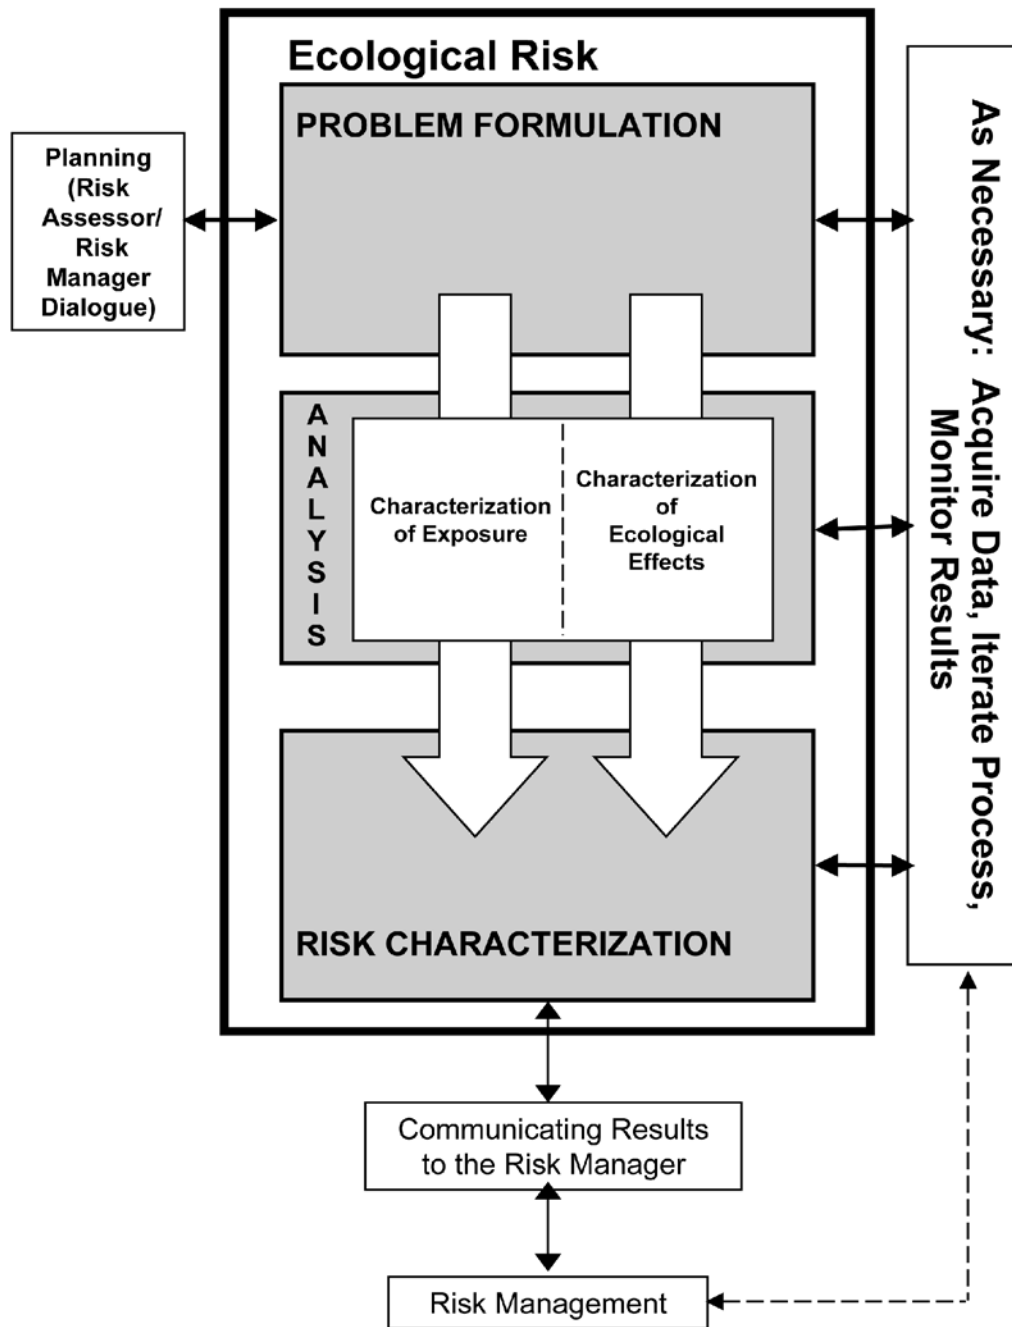 Ecological Risk
PROBLEM FORMULATION
Planning
(Risk
Assessor/
Risk
Manager
Dialogue)
ANALYSIS
Characterization
of Exposure
Characterization
of
Ecological
Effects
RISK CHARACTERIZATION
As Necessary: Acquire Data, Iterate Process,
Monitor Results
Communicating Results
to the Risk Manager
Risk Management